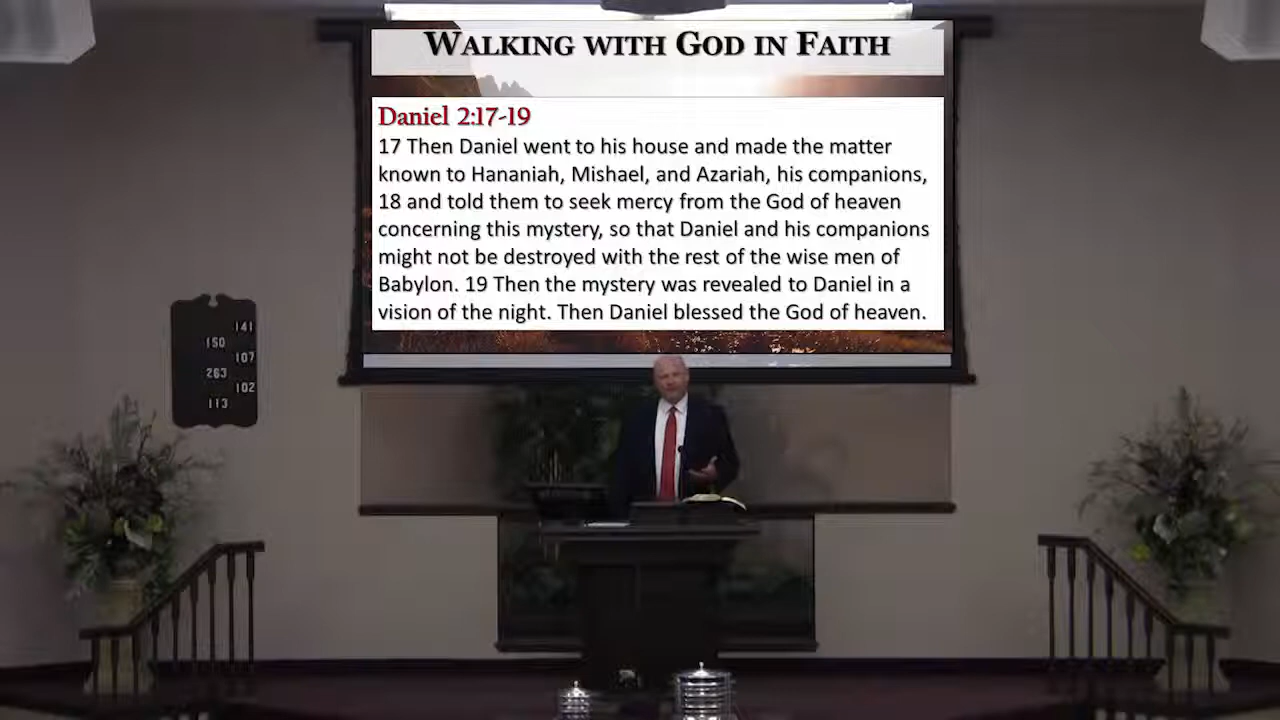 WALKING WITH GOD IN FAITH
Daniel 2:17-19
17 Then Daniel went to his house and made the matter
known to Hananiah, Mishael, and Azariah, his companions,
18 and told them to seek mercy from the God of heaven
concerning this mystery, so that Daniel and his companions
might not be destroyed with the rest of the wise men of
Babylon. 19 Then the mystery was revealed to Daniel in a
vision of the night. Then Daniel blessed the God of heaven.
141
150
107
263
102
113